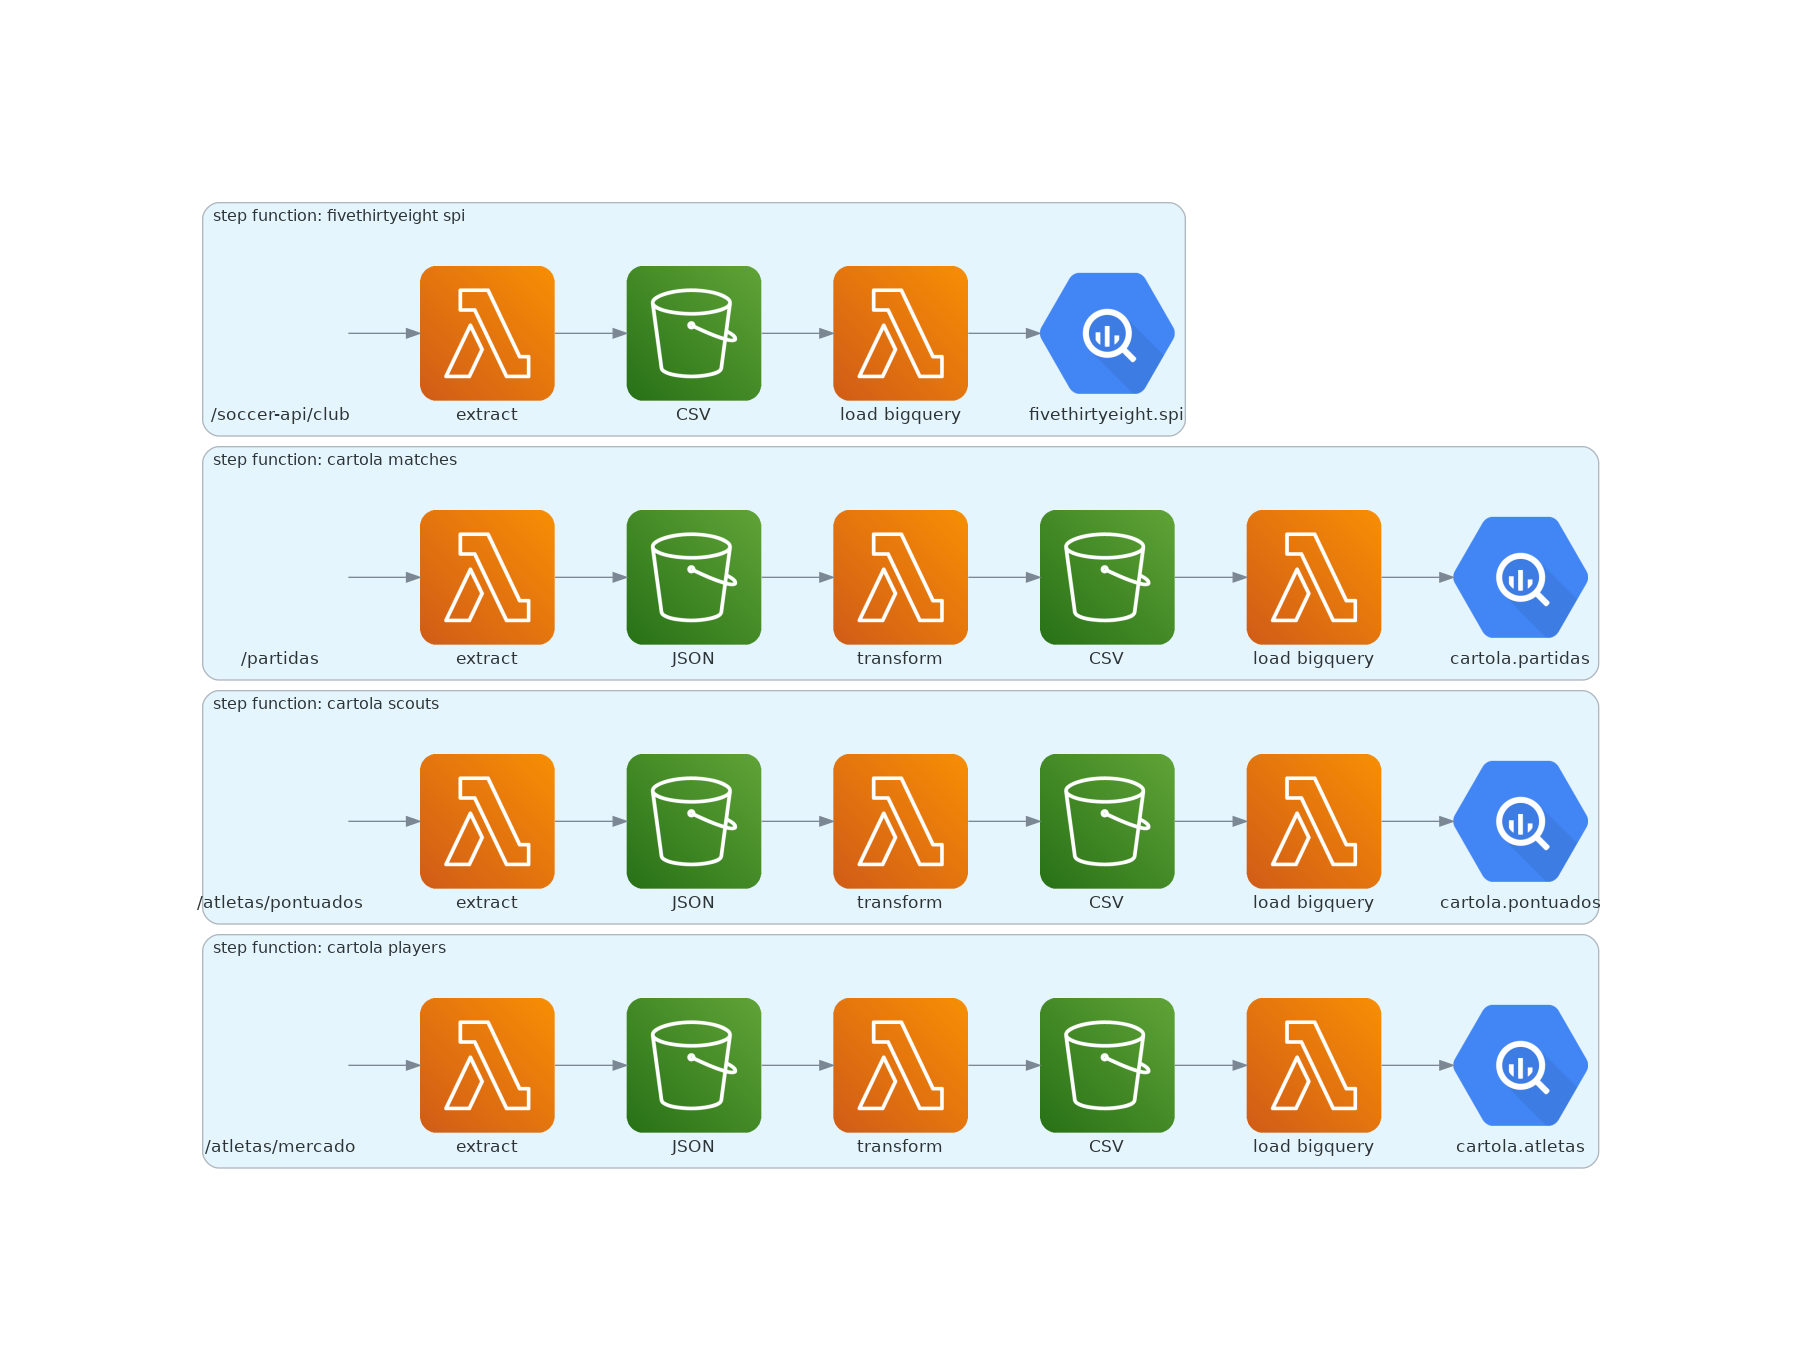 step function: fivethirtyeight spi
/soccer-api/club
extract
CSV
load bigquery
fivethirtyeight.spi
step function: cartola matches
/partidas
extract
JSON
transform
CSV
load bigquery
cartola.partidas
step function: cartola scouts
/atletas/pontuados
extract
JSON
transform
CSV
load bigquery
cartola.pontuados
step function: cartola players
/atletas/mercado
extract
JSON
transform
CSV
load bigquery
cartola.atletas